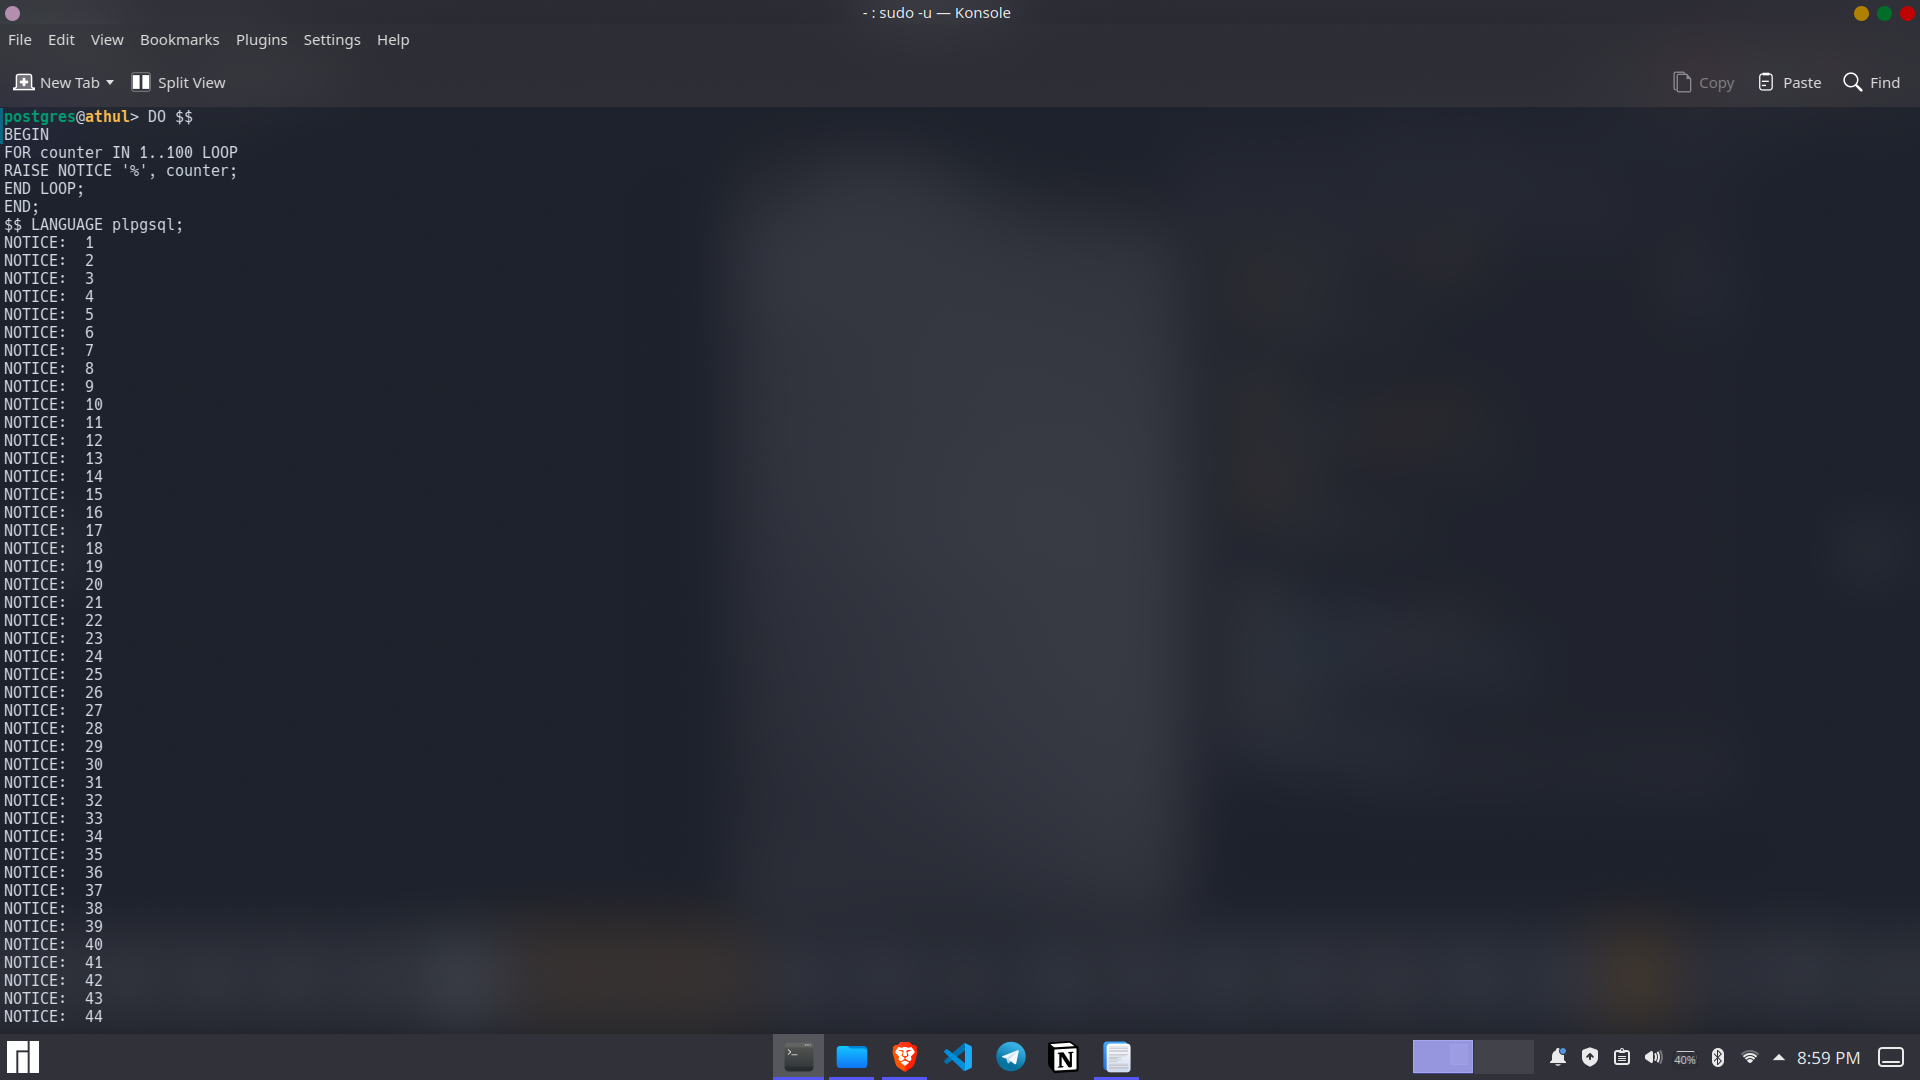 - : sudo -u — Konsole
File Edit View Bookmarks Plugins Settings Help
New Tab Split View Copy Paste Find
postgres@athul> DO $$
BEGIN
FOR counter IN 1..100 LOOP
RAISE NOTICE '%', counter;
END LOOP;
END;
$$ LANGUAGE plpgsql;
NOTICE:  1
NOTICE:  2
NOTICE:  3
NOTICE:  4
NOTICE:  5
NOTICE:  6
NOTICE:  7
NOTICE:  8
NOTICE:  9
NOTICE:  10
NOTICE:  11
NOTICE:  12
NOTICE:  13
NOTICE:  14
NOTICE:  15
NOTICE:  16
NOTICE:  17
NOTICE:  18
NOTICE:  19
NOTICE:  20
NOTICE:  21
NOTICE:  22
NOTICE:  23
NOTICE:  24
NOTICE:  25
NOTICE:  26
NOTICE:  27
NOTICE:  28
NOTICE:  29
NOTICE:  30
NOTICE:  31
NOTICE:  32
NOTICE:  33
NOTICE:  34
NOTICE:  35
NOTICE:  36
NOTICE:  37
NOTICE:  38
NOTICE:  39
NOTICE:  40
NOTICE:  41
NOTICE:  42
NOTICE:  43
NOTICE:  44
40% 8:59 PM